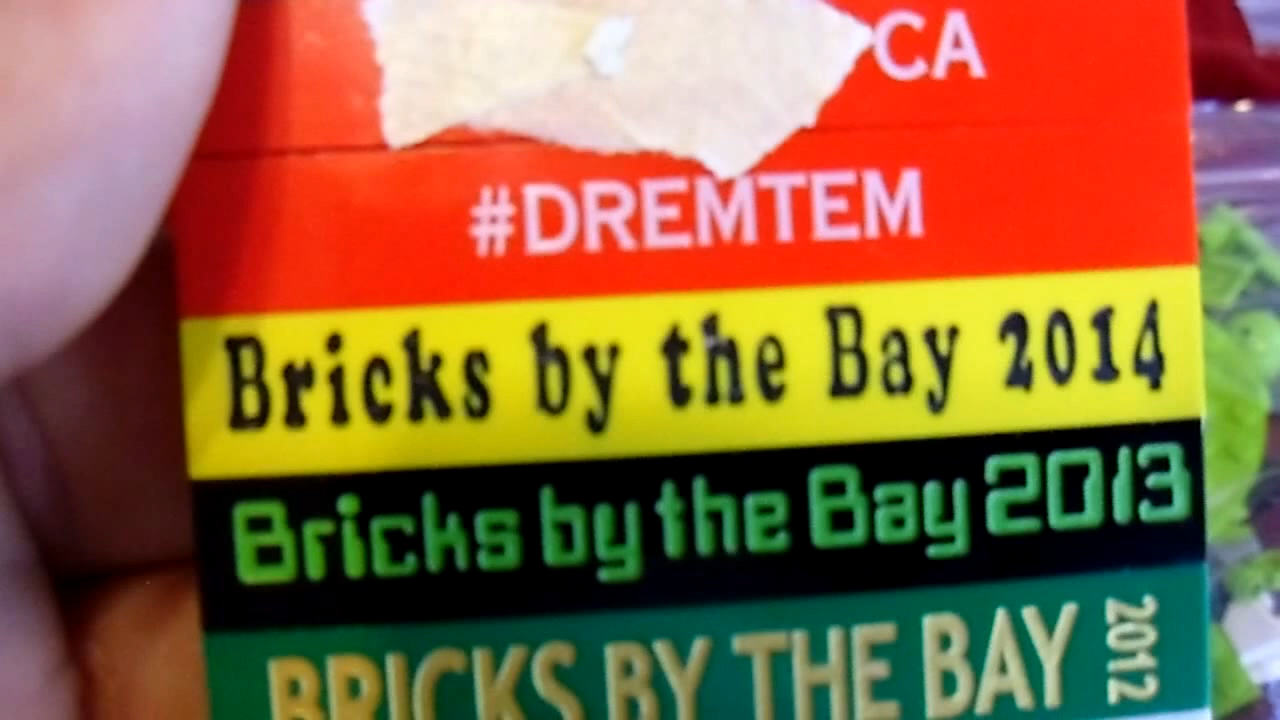 CA
#DREMTEM
Bricks by the Bay 2014
Bricks by the Bay 2013
BRICKS BY THE BAY 2012